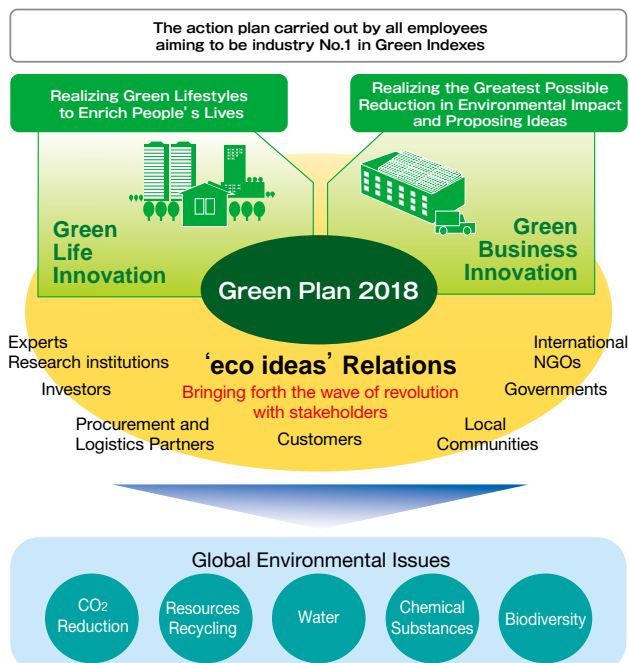 The action plan carried out by all employees
aiming to be industry No.1 in Green Indexes
Realizing Green Lifestyles
to Enrich People's Lives
Realizing the Greatest Possible
Reduction in Environmental Impact
and Proposing Ideas
Green
Life
Innovation
Green
Business
Innovation
Green Plan 2018
Experts
Research institutions
Investors
Procurement and
Logistics Partners
'eco ideas' Relations
Bringing forth the wave of revolution
with stakeholders
Customers
International
NGOs
Governments
Local
Communities
Global Environmental Issues
CO2
Reduction
Resources
Recycling
Water
Chemical
Substances
Biodiversity